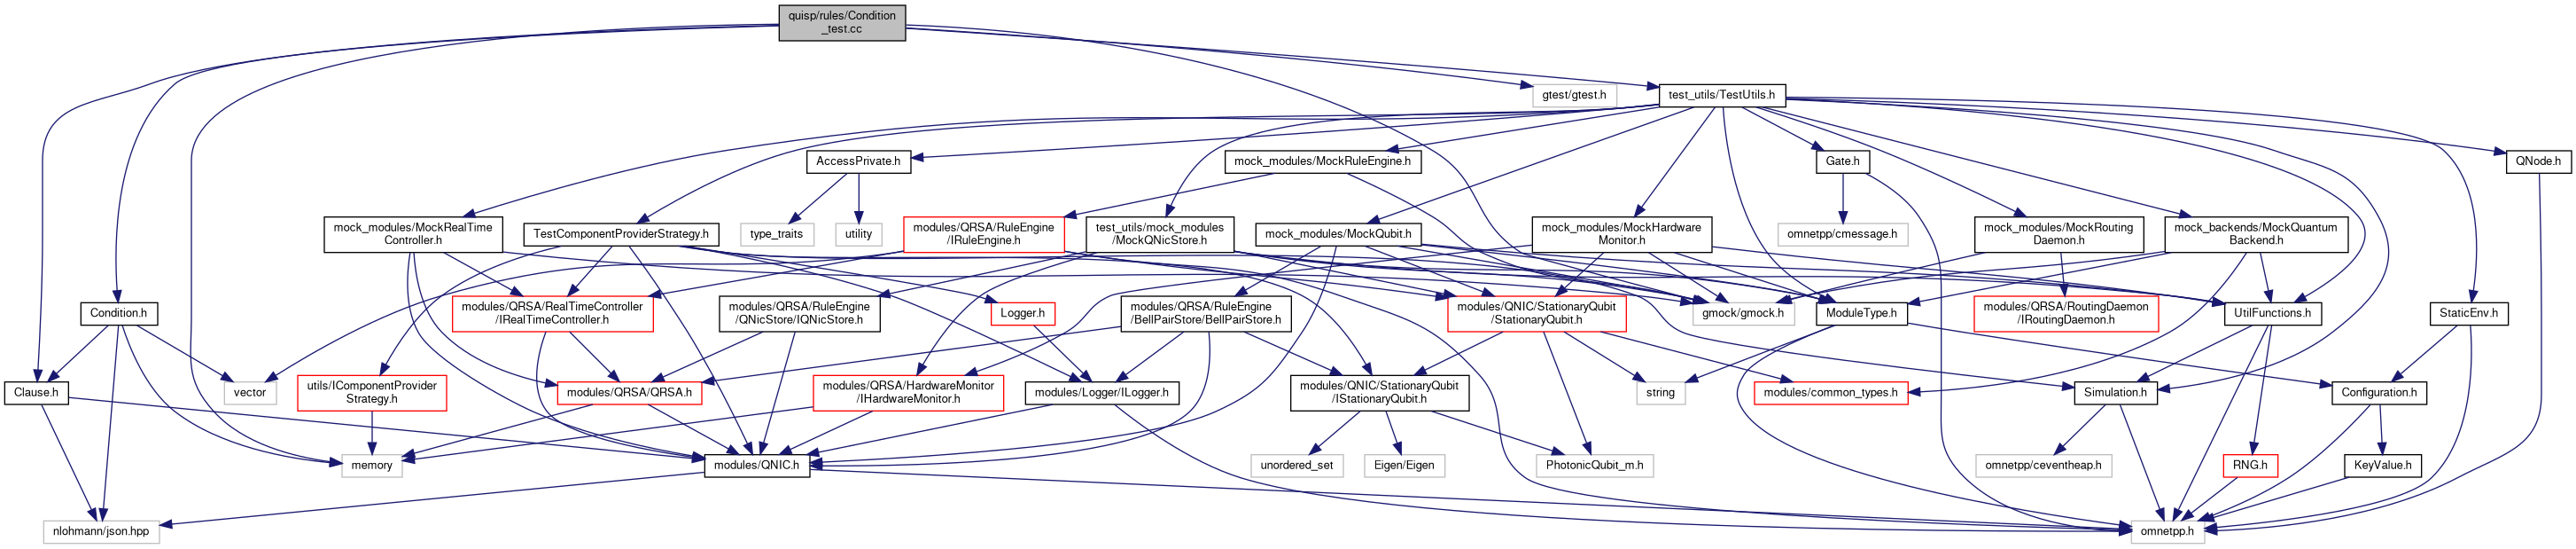 quisp/rules/Condition
_test.cc
gtest/gtest.h
test_utils/TestUtils.h
AccessPrivate.h
mock_modules/MockRuleEngine.h
Gate.h
QNode.h
mock_modules/MockRealTime
Controller.h
TestComponentProviderStrategy.h
type_traits
utility
modules/QRSA/RuleEngine
/IRuleEngine.h
test_utils/mock_modules
/MockQNicStore.h
mock_modules/MockQubit.h
mock_modules/MockHardware
Monitor.h
omnetpp/cmessage.h
mock_modules/MockRouting
Daemon.h
mock_backends/MockQuantum
Backend.h
Condition.h
modules/QRSA/RealTimeController
/IRealTimeController.h
modules/QRSA/RuleEngine
/QNicStore/IQNicStore.h
Logger.h
modules/QRSA/RuleEngine
/BellPairStore/BellPairStore.h
modules/QNIC/StationaryQubit
/StationaryQubit.h
gmock/gmock.h
ModuleType.h
modules/QRSA/RoutingDaemon
/IRoutingDaemon.h
UtilFunctions.h
StaticEnv.h
Clause.h
vector
utils/IComponentProvider
Strategy.h
modules/QRSA/QRSA.h
modules/QRSA/HardwareMonitor
/IHardwareMonitor.h
modules/Logger/ILogger.h
modules/QNIC/StationaryQubit
/IStationaryQubit.h
string
modules/common_types.h
Simulation.h
Configuration.h
memory
modules/QNIC.h
unordered_set
Eigen/Eigen
PhotonicQubit_m.h
omnetpp/ceventheap.h
RNG.h
KeyValue.h
nlohmann/json.hpp
omnetpp.h